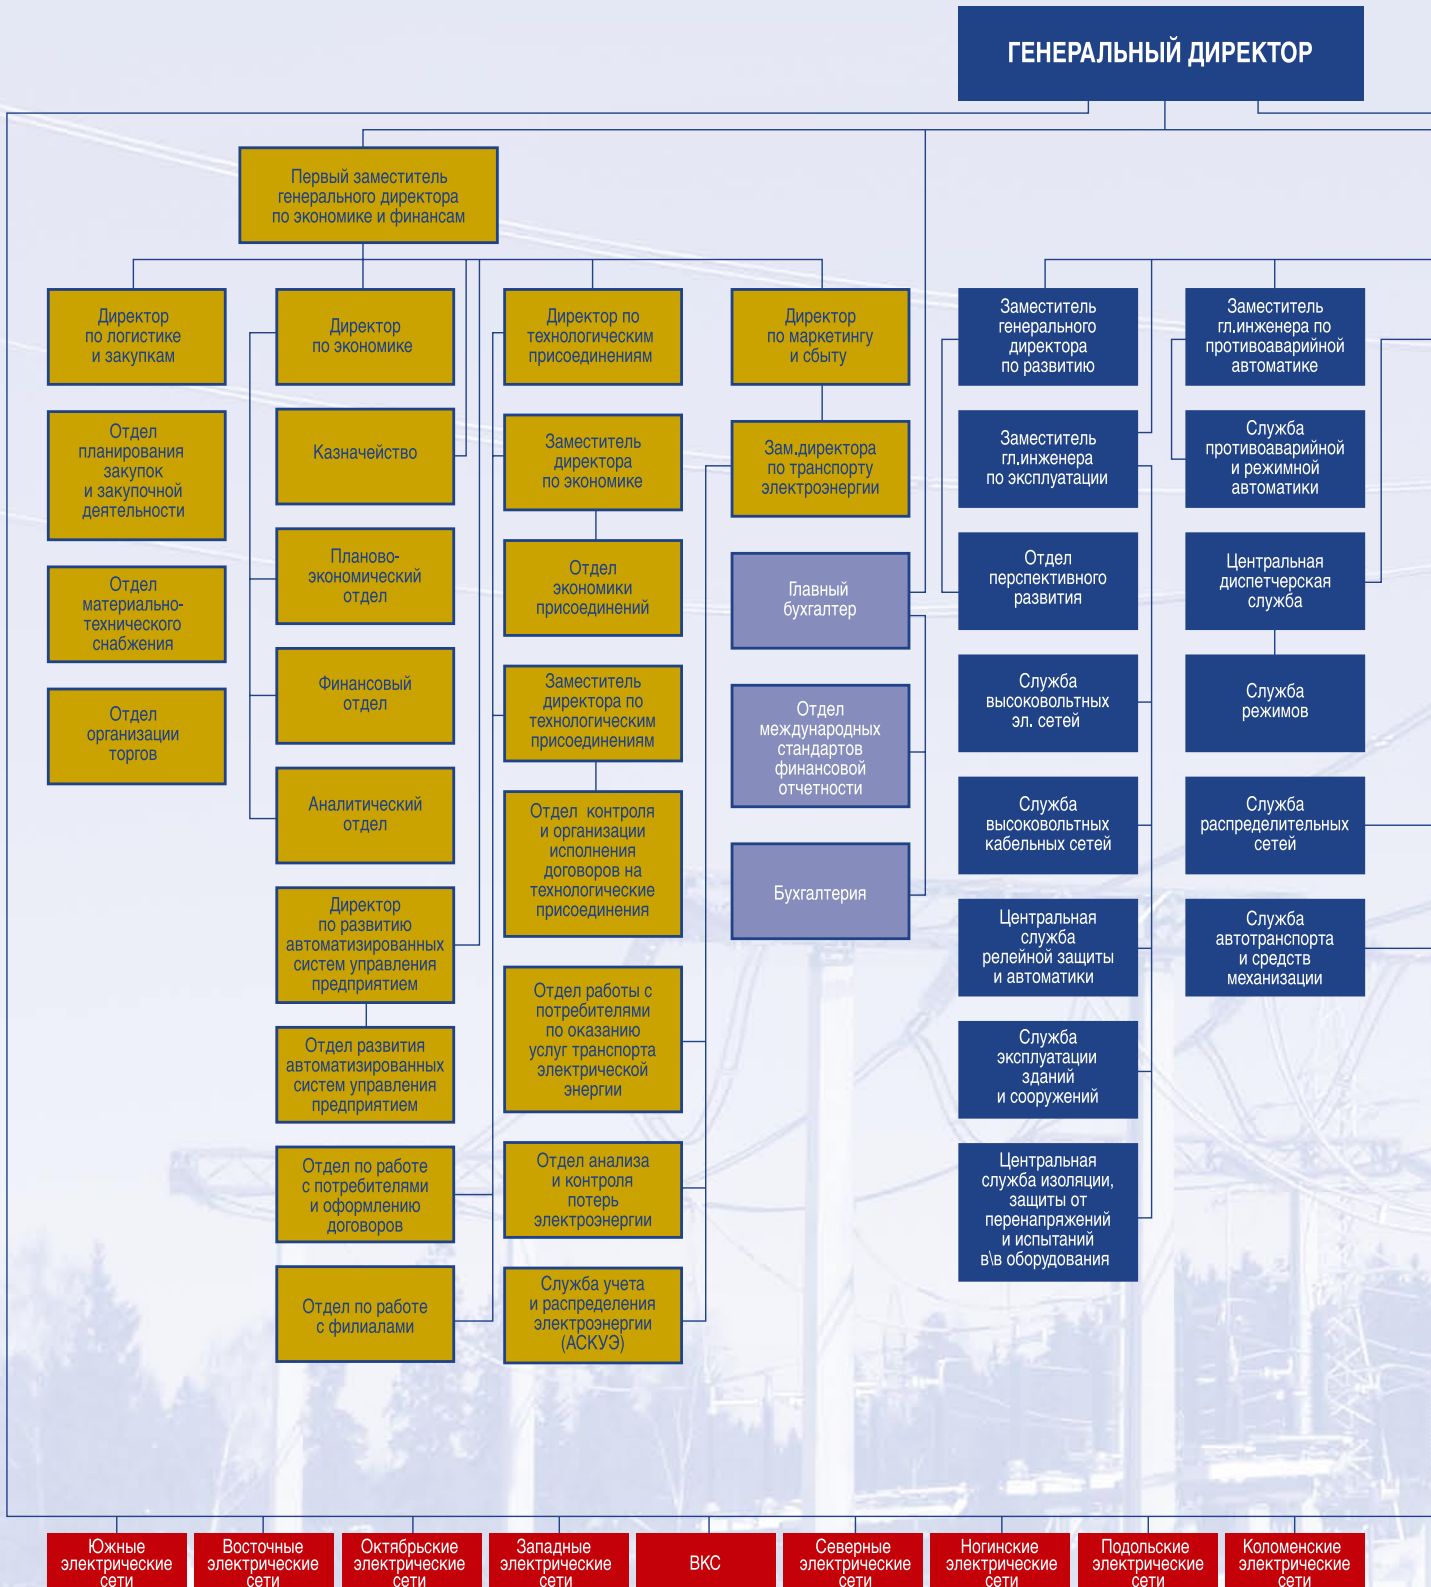 ГЕНЕРАЛЬНЫЙ ДИРЕКТОР
Первый заместитель
генерального директора
по экономике и финансам
Директор
по логистике
и закупкам
Отдел
планирования
закупок
и закупочной
деятельности
Отдел
материально-
технического
снабжения
Отдел
организации
торгов
Директор
по экономике
Казначейство
Планово-
экономический
отдел
Финансовый
отдел
Аналитический
отдел
Директор
по развитию
автоматизированных
систем управления
предприятием
Отдел развития
автоматизированных
систем управления
предприятием
Отдел по работе
с потребителями
и оформлению
договоров
Отдел по работе
с филиалами
Директор по
технологическим
присоединениям
Заместитель
директора
по экономике
Отдел
экономики
присоединений
Заместитель
директора по
технологическим
присоединениям
Отдел контроля
и организации
исполнения
договоров на
технологические
присоединения
Отдел работы с
потребителями
по оказанию
услуг транспорта
электрической
энергии
Отдел анализа
и контроля
потерь
электроэнергии
Служба учета
и распределения
электроэнергии
(АСКУЭ)
Директор
по маркетингу
и сбыту
Зам.директора
по транспорту
электроэнергии
Главный
бухгалтер
Отдел
международных
стандартов
финансовой
отчетности
Бухгалтерия
Заместитель
генерального
директора
по развитию
Заместитель
гл.инженера
по эксплуатации
Отдел
перспективного
развития
Служба
высоковольтных
эл. сетей
Служба
высоковольтных
кабельных сетей
Центральная
служба
релейной защиты
и автоматики
Служба
эксплуатации
зданий
и сооружений
Центральная
служба изоляции,
защиты от
перенапряжений
и испытаний
в\в оборудования
Заместитель
гл.инженера по
противоаварийной
автоматике
Служба
противоаварийной
и режимной
автоматики
Центральная
диспетчерская
служба
Служба
режимов
Служба
распределительных
сетей
Служба
автотранспорта
и средств
механизации
Южные
электрические
сети
Восточные
электрические
сети
Октябрьские
электрические
сети
Западные
электрические
сети
ВКС
Северные
электрические
сети
Ногинские
электрические
сети
Подольские
электрические
сети
Коломенские
электрические
сети